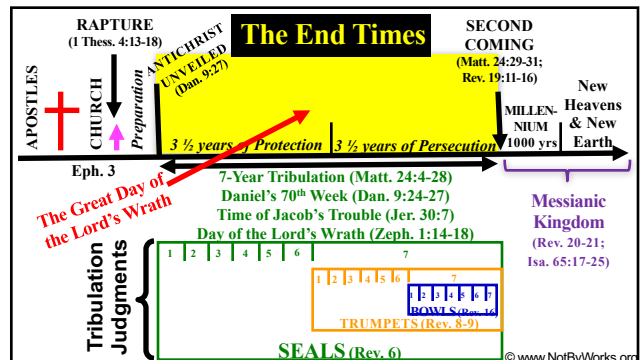 The End Times
RAPTURE
(1 Thess. 4:13-18)
SECOND
COMING
(Matt. 24:29-31;
Rev. 19:11-16)
APOSTLES
CHURCH
Preparation
ANTICHRIST
UNVEILED
(Dan. 9:27)
MILLEN-
NIUM
1000 yrs
New
Heavens
& New
Earth
3 ½ years of Protection
3 ½ years of Persecution
Eph. 3
The Great Day of
the Lord's Wrath
7-Year Tribulation (Matt. 24:4-28)
Daniel's 70th Week (Dan. 9:24-27)
Time of Jacob's Trouble (Jer. 30:7)
Day of the Lord's Wrath (Zeph. 1:14-18)
Messianic
Kingdom
(Rev. 20-21;
Isa. 65:17-25)
Tribulation
Judgments
1 2 3 4 5 6 7
1 2 3 4 5 6 7
1 2 3 4 5 6 7
BOWLS (Rev. 16)
TRUMPETS (Rev. 8-9)
SEALS (Rev. 6)
© www.NotByWorks.org